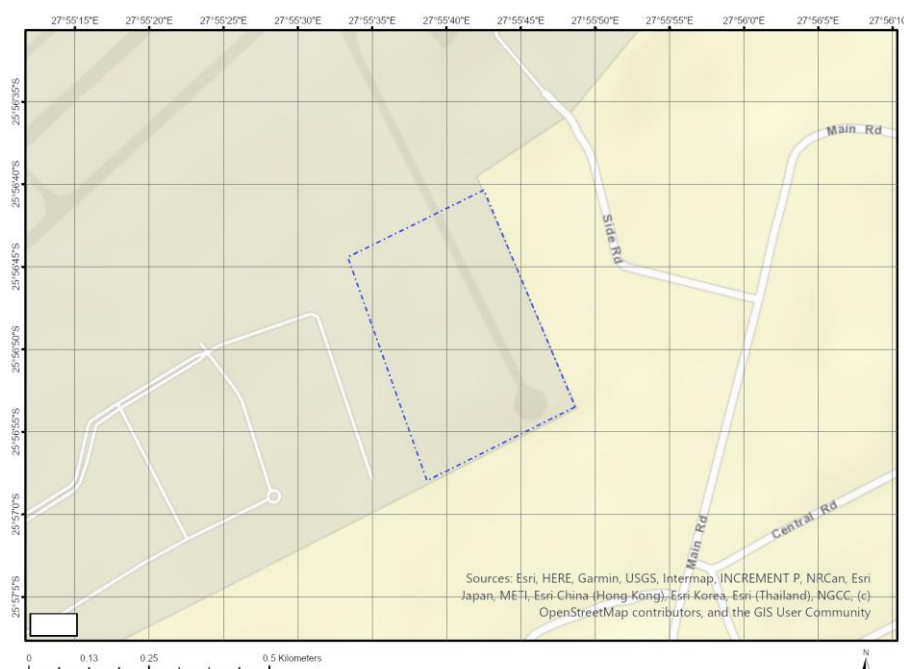 27°55'15"E 27°55'20"E 27°55'25"E 27°55'30"E 27°55'35"E 27°55'40"E 27°55'45"E 27°55'50"E 27°55'55"E 27°56'0"E 27°56'5"E 27°56'10
25°56'35"S
Main Rd
25°56'40"S
Side Rd
25°56'45"S
25°56'50"S
25°56'55"S
25°57'0"S
Central Rd
Main Rd
25°57'5"S
Sources: Esri, HERE, Garmin, USGS, Intermap, INCREMENT P, NRCan, Esri
Japan, METI, Esri China (Hong Kong), Esri Korea, Esri (Thailand), NGCC, (c)
OpenStreetMap contributors, and the GIS User Community
0 0.13 0.25 0.5 Kilometers
N